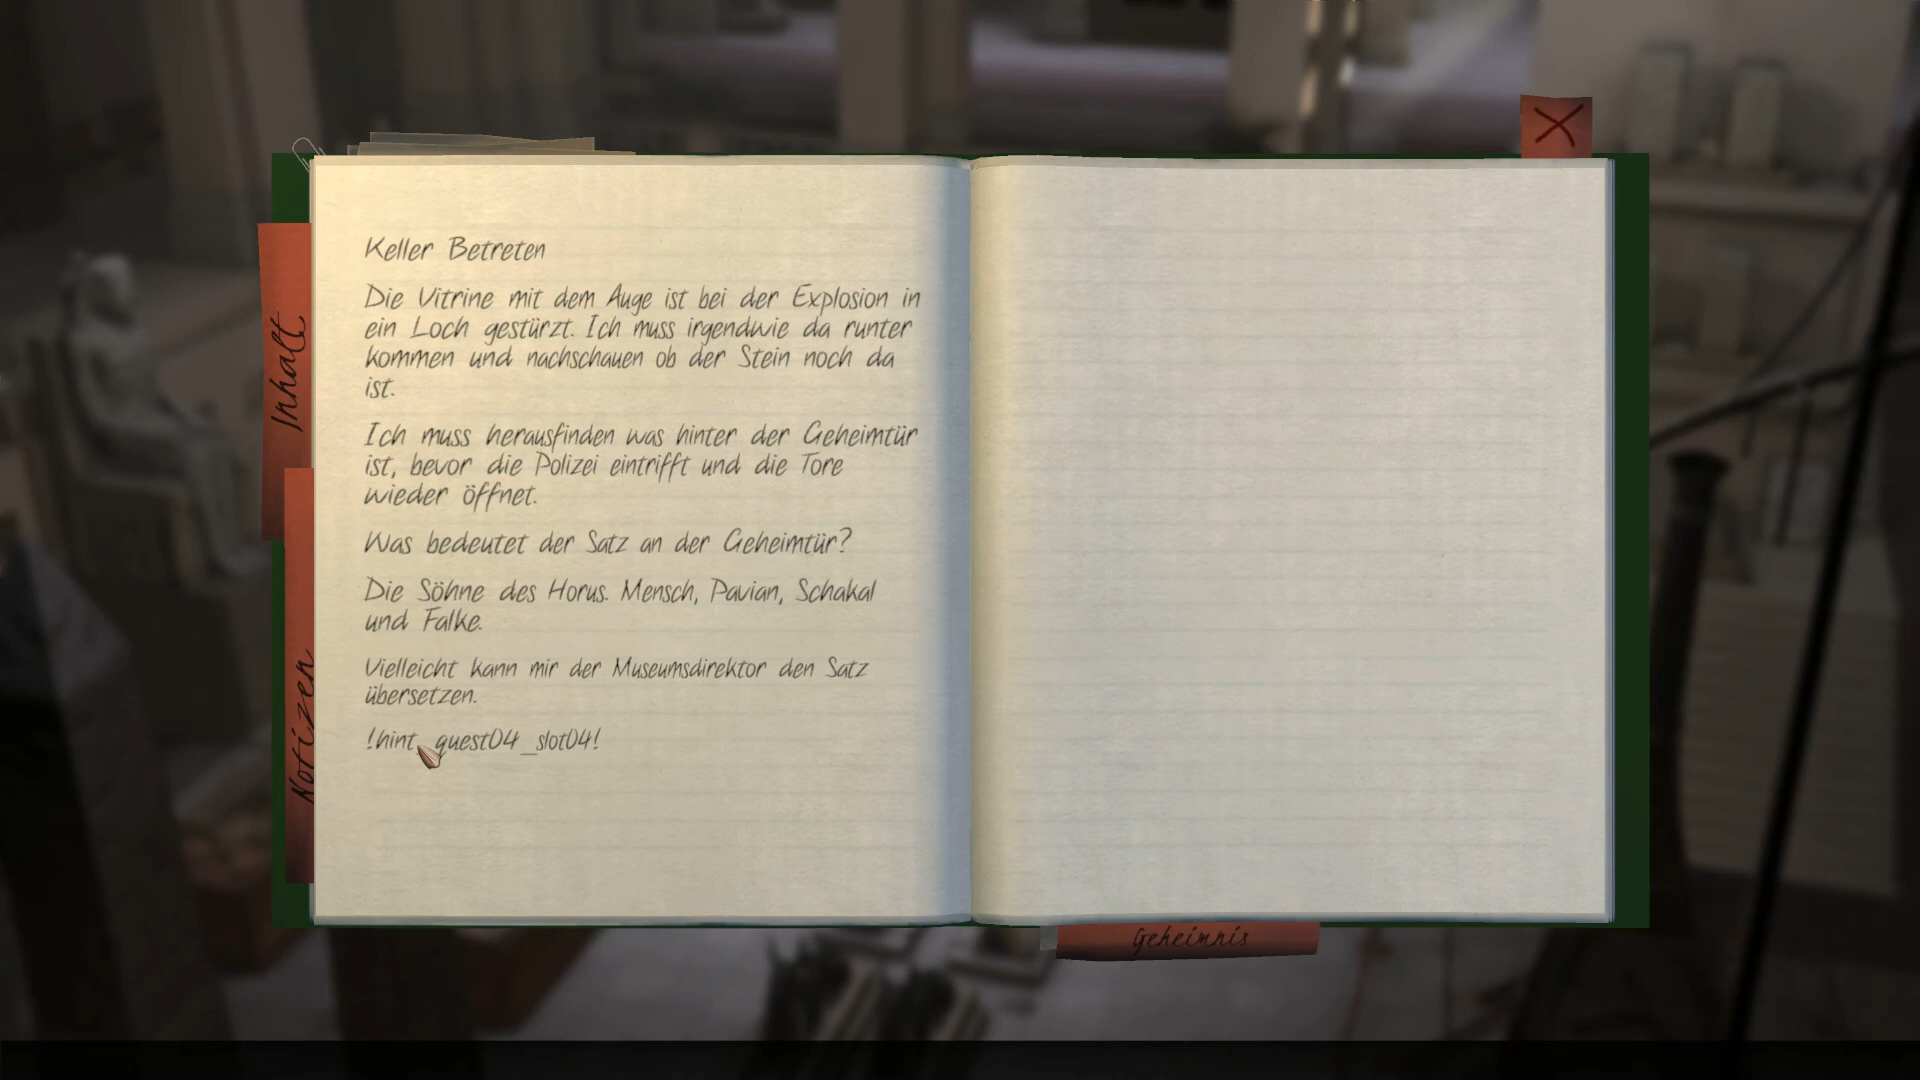 Keller Betreten
Die Vitrine mit dem Auge ist bei der Explosion in
ein Loch gestürzt. Ich muss irgendwie da runter
kommen und nachschauen ob der Stein noch da
ist.
Ich muss herausfinden was hinter der Geheimtür
ist, bevor die Polizei eintrifft und die Tore
wieder öffnet.
Was bedeutet der Satz an der Geheimtür?
Die Söhne des Horus. Mensch, Pavian, Schakal
und Falke.
Vielleicht kann mir der Museumsdirektor den Satz
übersetzen.
!hint_quest04_slot04!
Inhalt
Notizen
Geheimnis